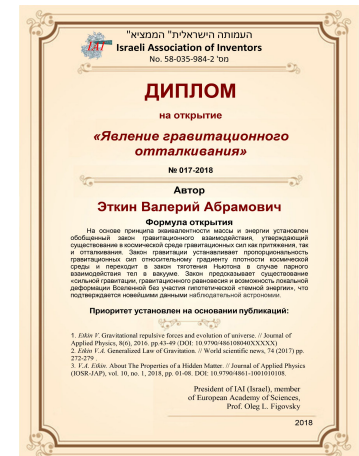 העמותה הישראלית" הממציא"
IAI
Israeli Association of Inventors
No. 58-035-984-2 'מס
ДИПЛОМ
на открытие
«Явление гравитационного
отталкивания»
№ 017-2018
Автор
Эткин Валерий Абрамович
Формула открытия
На основе принципа эквивалентности массы и энергии установлен
обобщенный закон гравитационного взаимодействия, утверждающий
существование в космической среде гравитационных сил как притяжения, так
и отталкивания. Закон гравитации устанавливает пропорциональность
гравитационных сил относительному градиенту плотности космической
среды и переходит в закон тяготения Ньютона в случае парного
взаимодействия тел в вакууме. Закон предсказывает существование
«сильной гравитации, гравитационного равновесия и возможность локальной
деформации Вселенной без участия гипотетической «темной энергии», что
подтверждается новейшими данными наблюдательной астрономии.
Приоритет установлен на основании публикаций:
1. Etkin V. Gravitational repulsive forces and evolution of universe. // Journal of
Applied Physics, 8(6), 2016. pp.43-49 (DOI: 10.9790/486108040XXXXX)
2. Etkin V.A. Generalized Law of Gravitation. // World scientific news, 74 (2017) pp.
272-279 .
3. V.A. Etkin. About The Properties of a Hidden Matter. // Journal of Applied Physics
(IOSR-JAP), vol. 10, no. 1, 2018, pp. 01-08. DOI: 10.9790/4861-1001010108.
President of IAI (Israel), member
of European Academy of Sciences,
Prof. Oleg L. Figovsky
2018